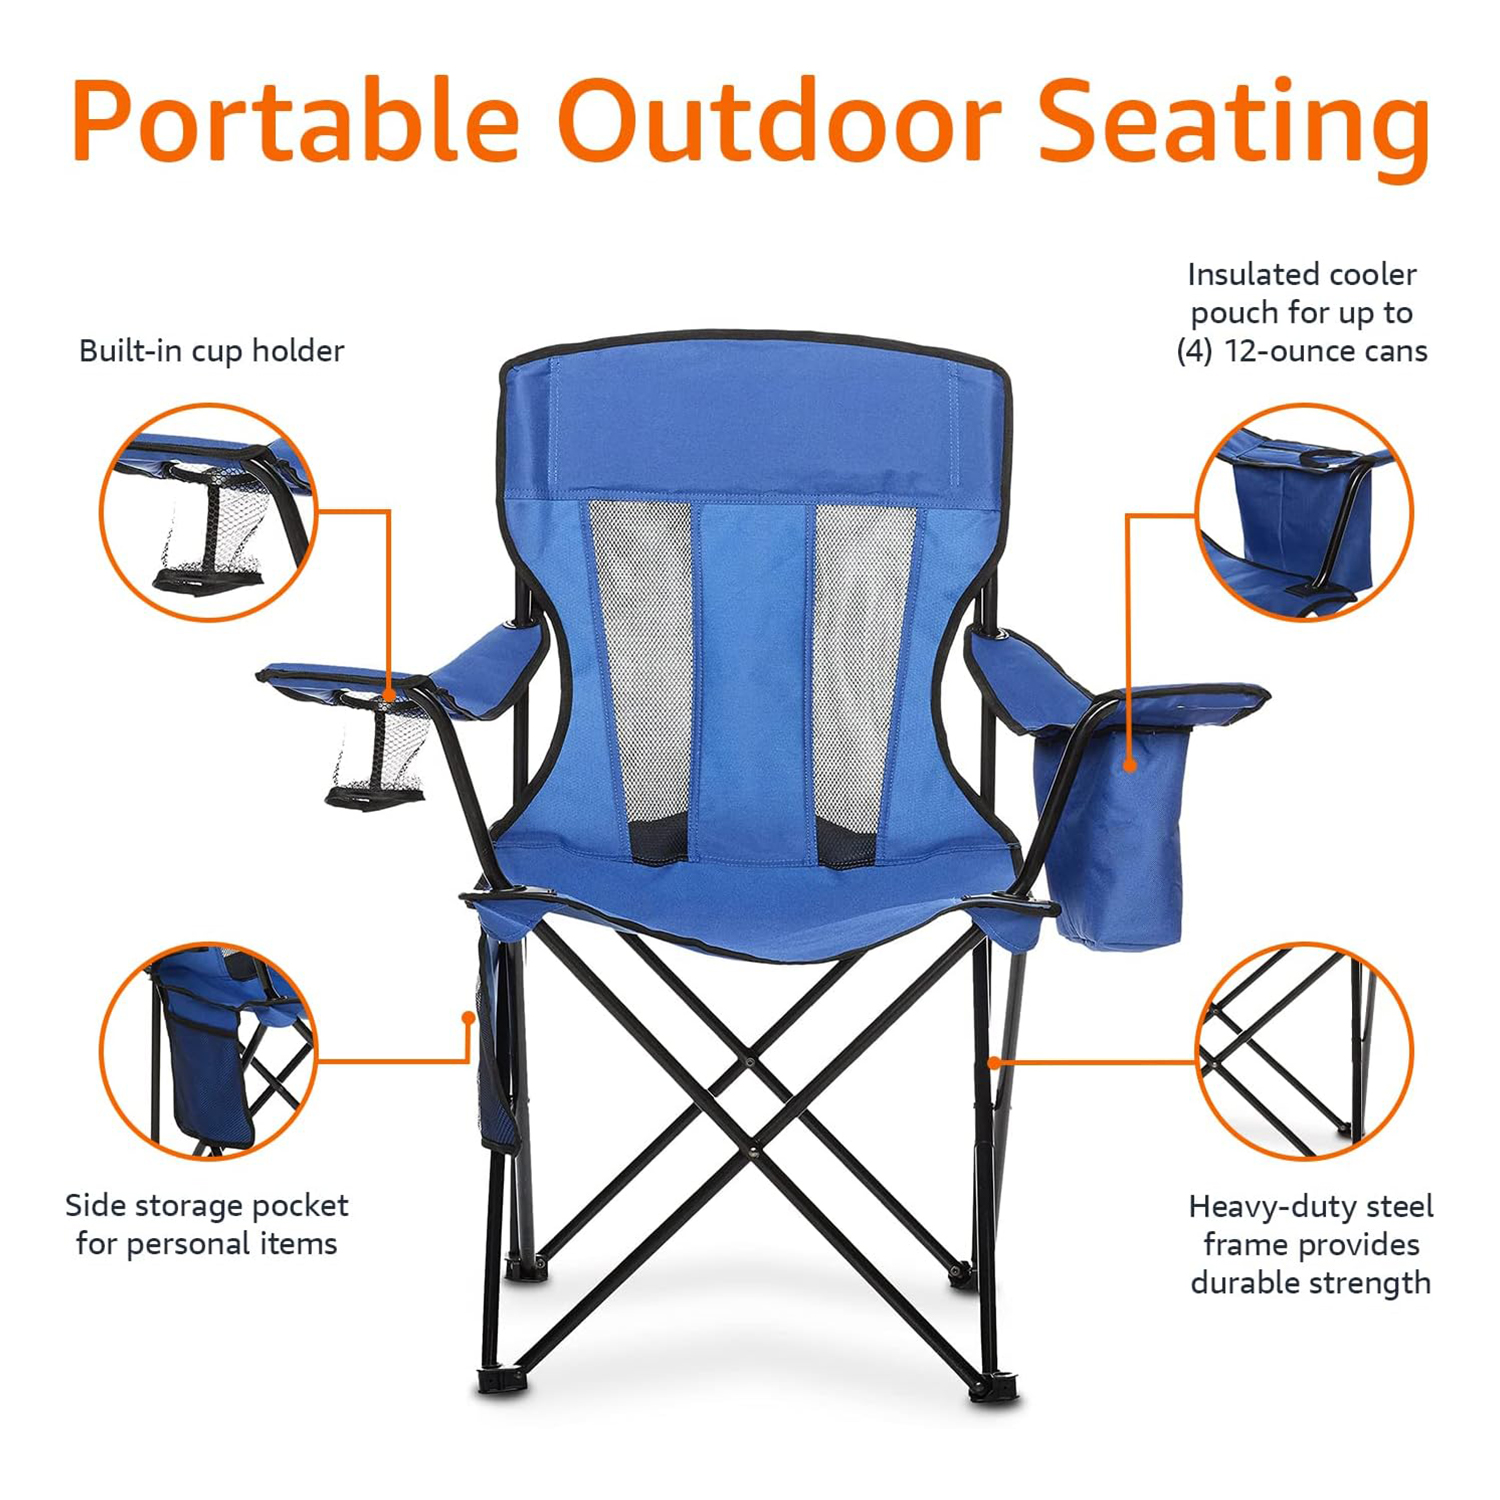 Portable Outdoor Seating
Built-in cup holder
Insulated cooler
pouch for up to
(4) 12-ounce cans
Side storage pocket
for personal items
Heavy-duty steel
frame provides
durable strength